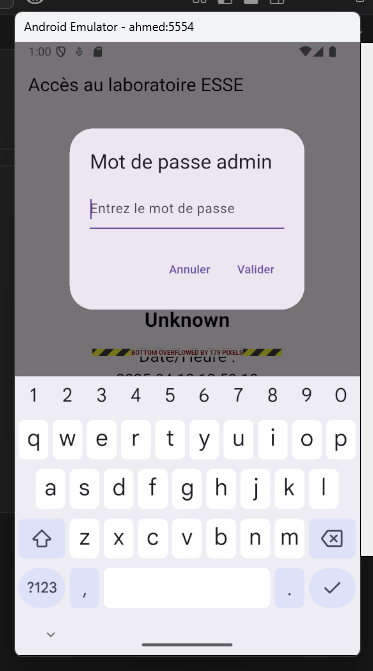 Android Emulator - ahmed:5554
1:00
Accès au laboratoire ESSE
Mot de passe admin
Entrez le mot de passe
Annuler Valider
Unknown
BOTTOM OVERFLOWED BY 179 PIXELS
Date/Heure :
1 2 3 4 5 6 7 8 9 0
q w e r t y u i o p
a s d f g h j k l
z x c v b n m
?123 , .